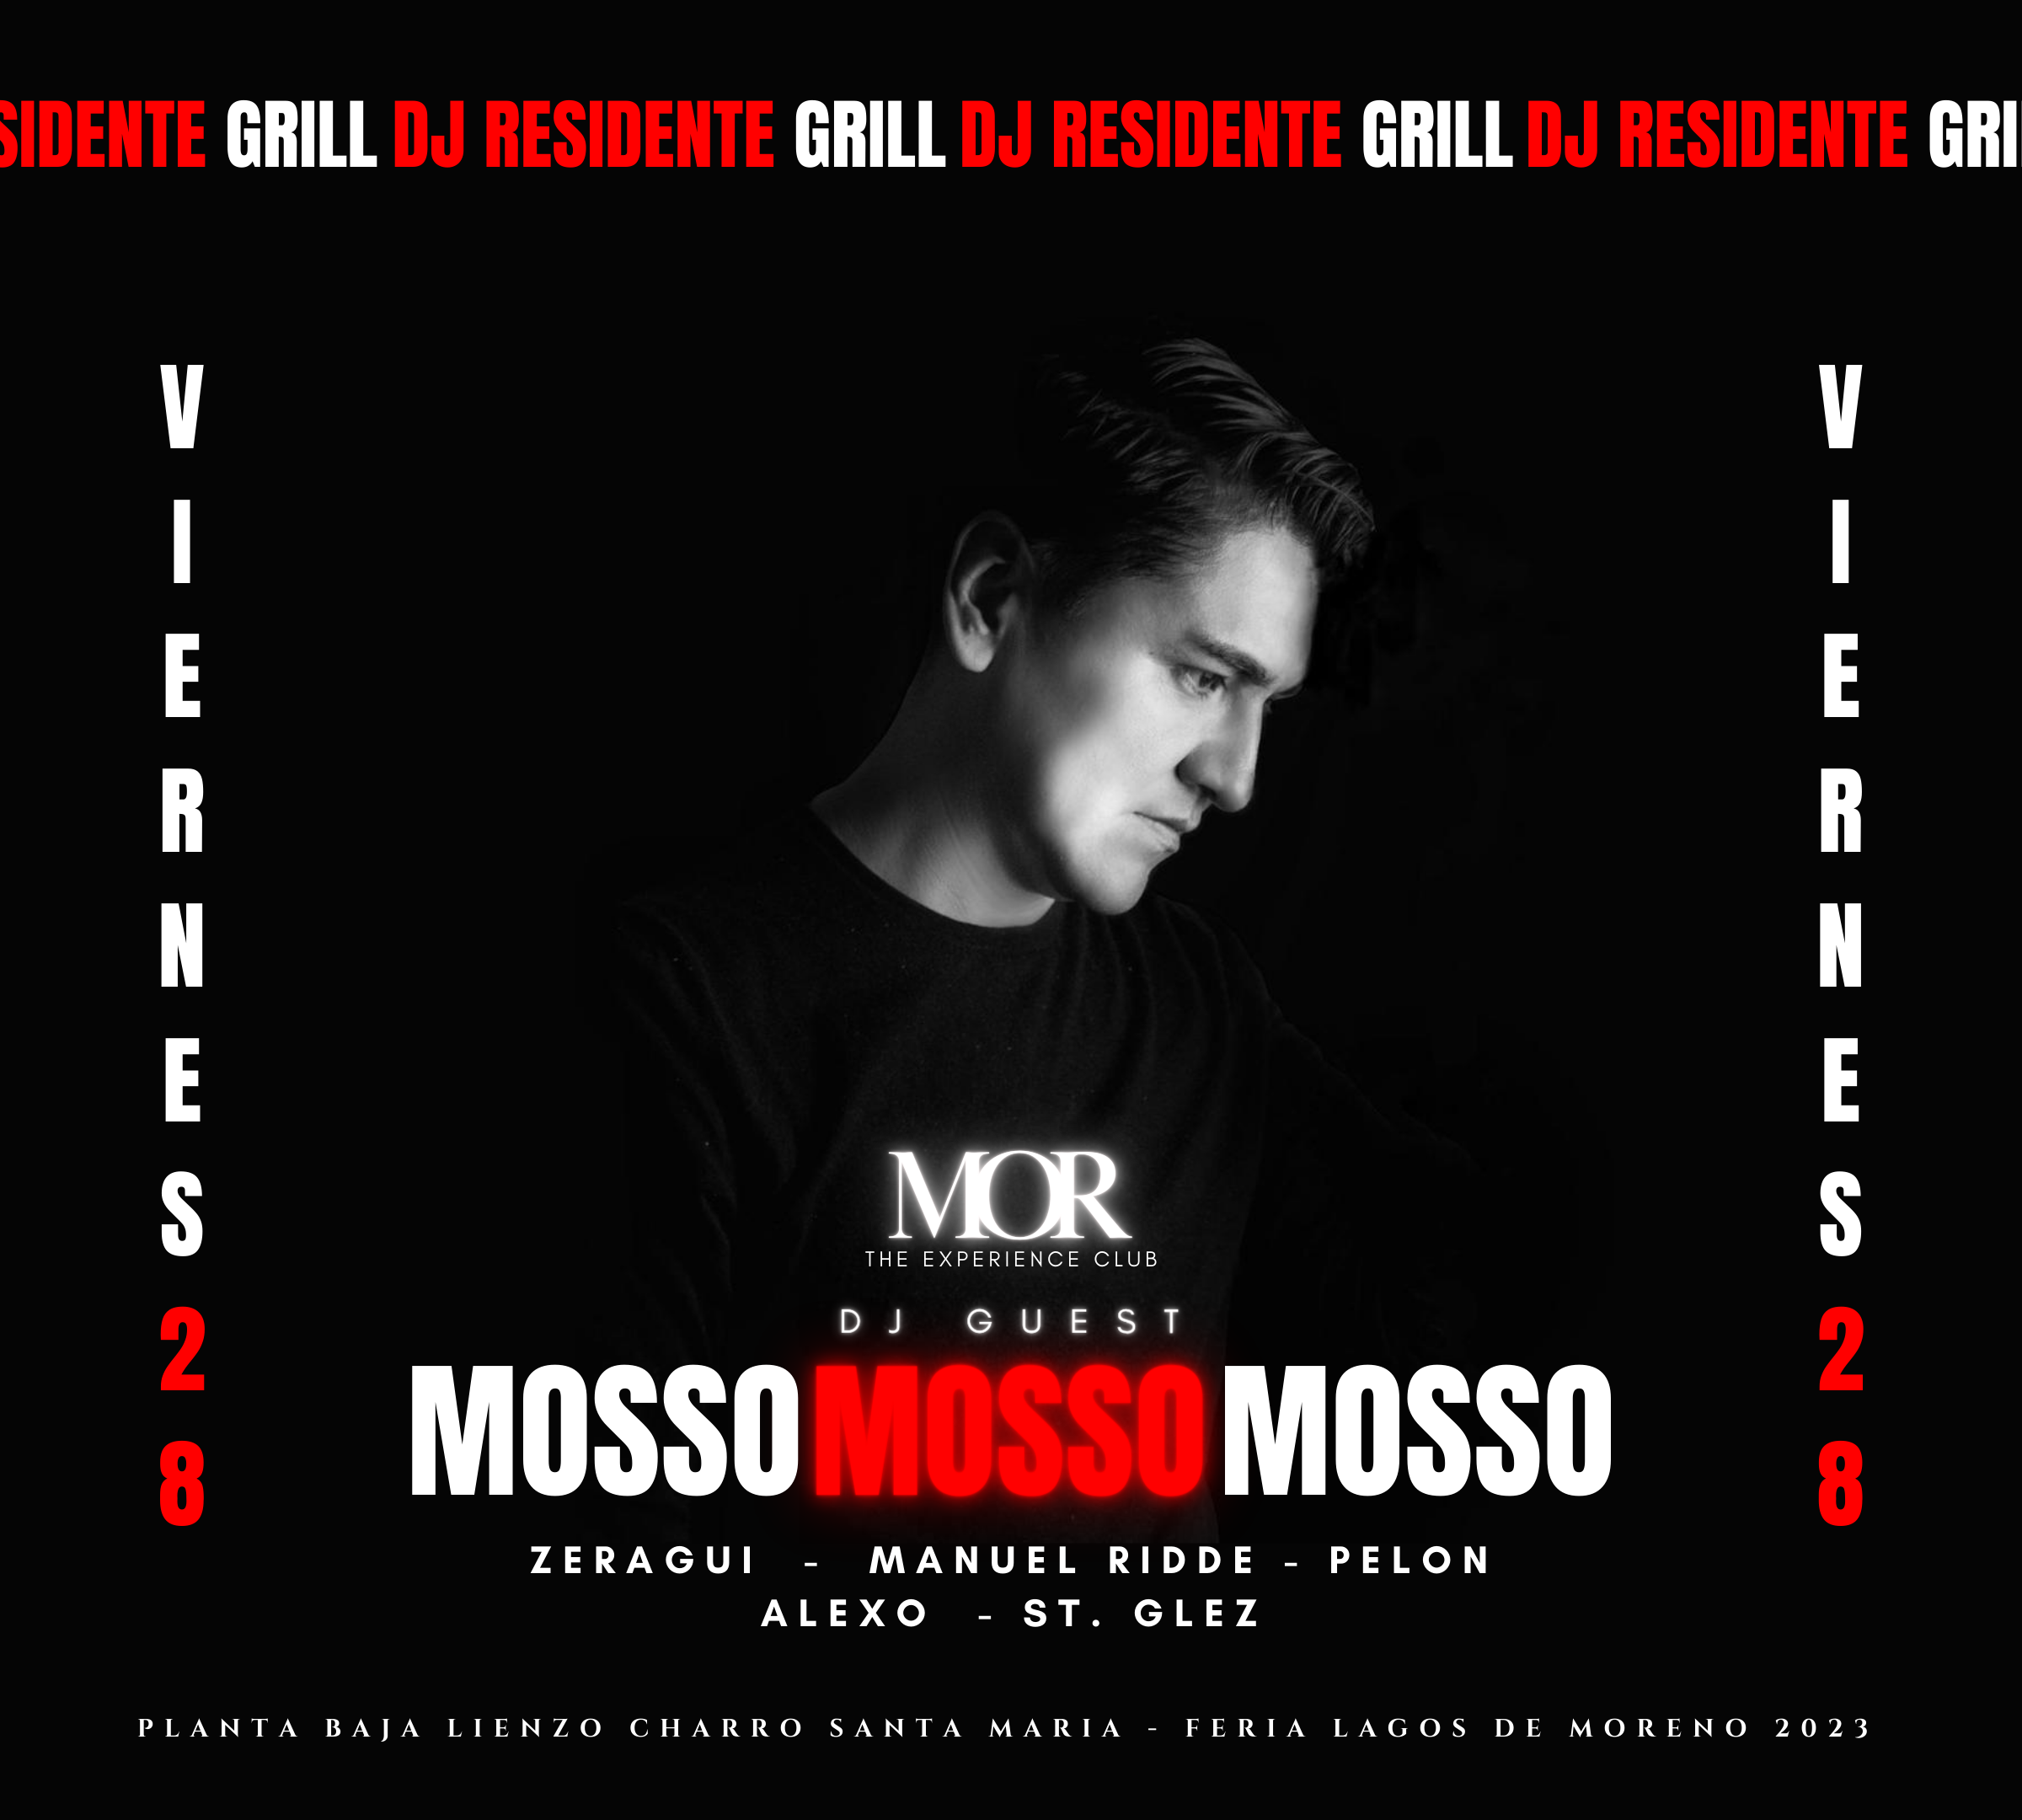 SIDENTE GRILL DJ RESIDENTE GRILL DJ RESIDENTE GRILL DJ RESIDENTE GRI
VIERNES 28
VIERNES 28
MOR
THE EXPERIENCE CLUB
DJ GUEST
MOSSO MOSSO MOSSO
ZERAGUI - MANUEL RIDDE - PELON
ALEXO - ST. GLEZ
PLANTA BAJA LIENZO CHARRO SANTA MARIA - FERIA LAGOS DE MORENO 2023